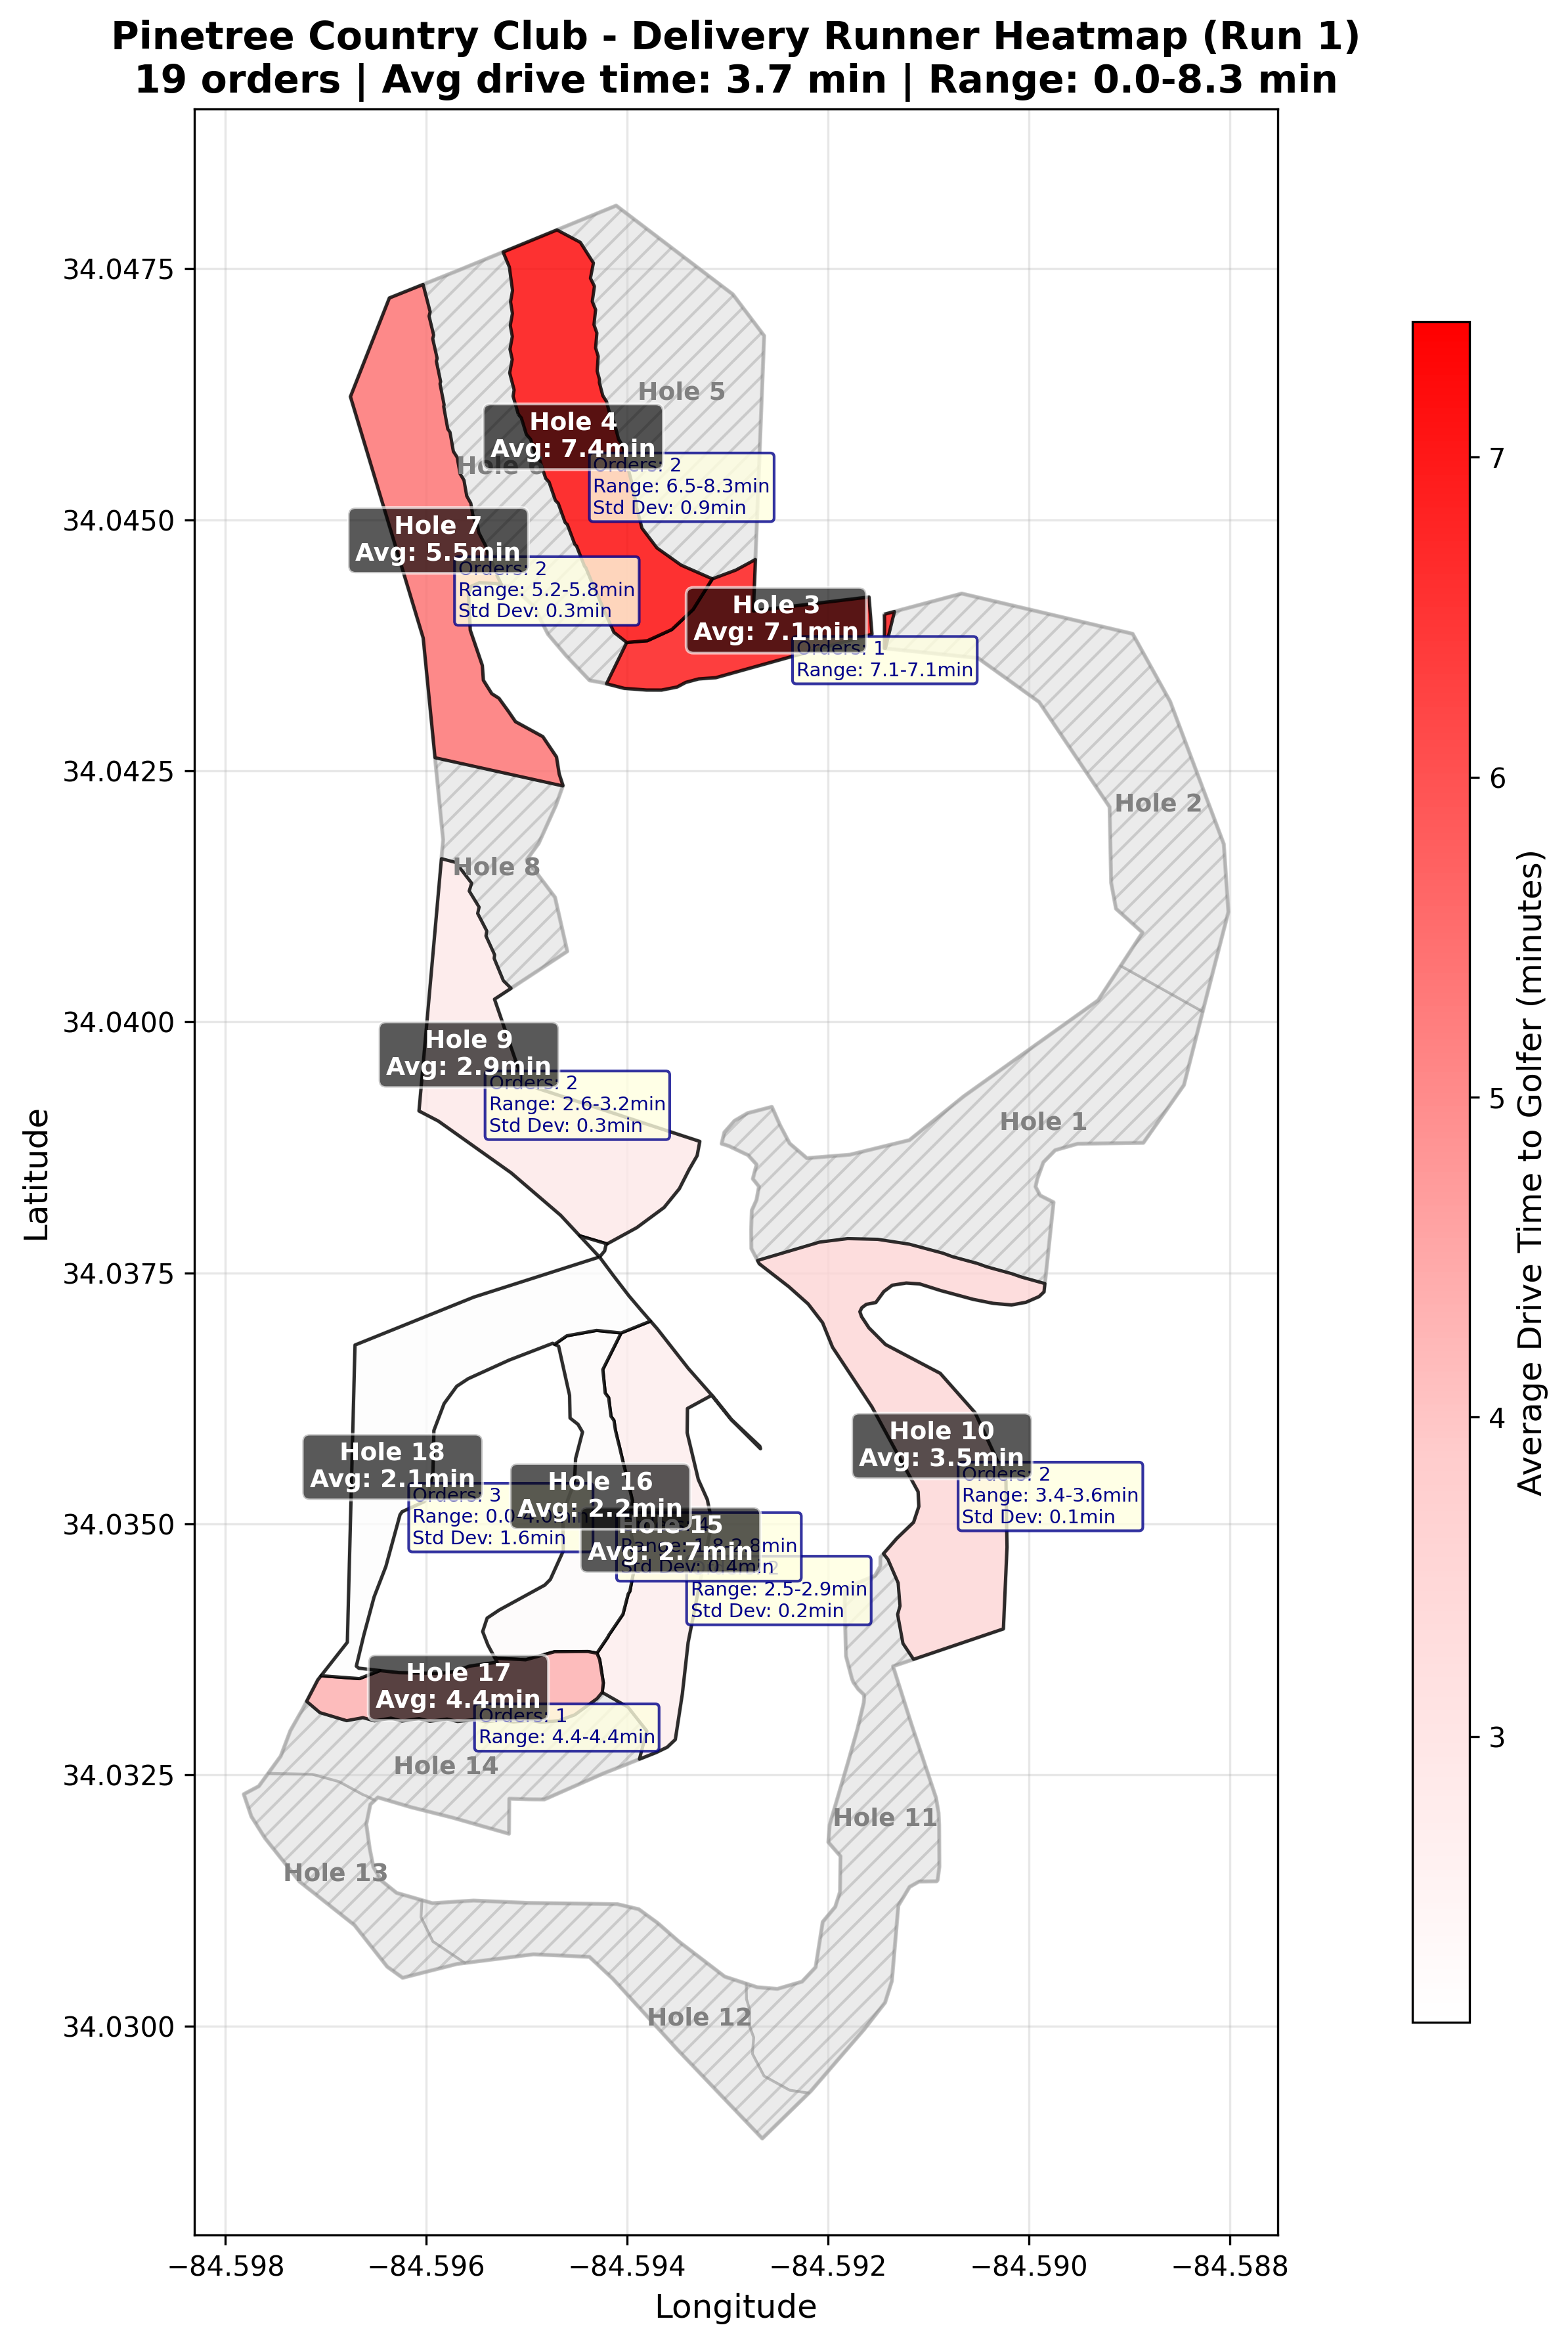 Pinetree Country Club - Delivery Runner Heatmap (Run 1)
19 orders | Avg drive time: 3.7 min | Range: 0.0-8.3 min
34.0475
34.0450
34.0425
34.0400
34.0375
34.0350
34.0325
34.0300
Latitude
−84.598
−84.596
−84.594
−84.592
−84.590
−84.588
Longitude
Hole 5
Hole 4
Avg: 7.4min
Orders: 2
Range: 6.5-8.3min
Std Dev: 0.9min
Hole
Hole 7
Avg: 5.5min
Orders: 2
Range: 5.2-5.8min
Std Dev: 0.3min
Hole 3
Avg: 7.1min
Orders: 1
Range: 7.1-7.1min
Hole 2
Hole 8
Hole 9
Avg: 2.9min
Orders: 2
Range: 2.6-3.2min
Std Dev: 0.3min
Hole 1
Hole 10
Avg: 3.5min
Orders: 2
Range: 3.4-3.6min
Std Dev: 0.1min
Hole 18
Avg: 2.1min
Orders: 3
Range:
Std Dev: 1.6min
Hole 16
Avg: 2.2min
Std Dev: 0.4min
Hole 15
Avg: 2.7min
Range: 2.5-2.9min
Std Dev: 0.2min
Hole 17
Avg: 4.4min
Orders: 1
Range: 4.4-4.4min
Hole 14
Hole 13
Hole 11
Hole 12
7
6
5
4
3
Average Drive Time to Golfer (minutes)